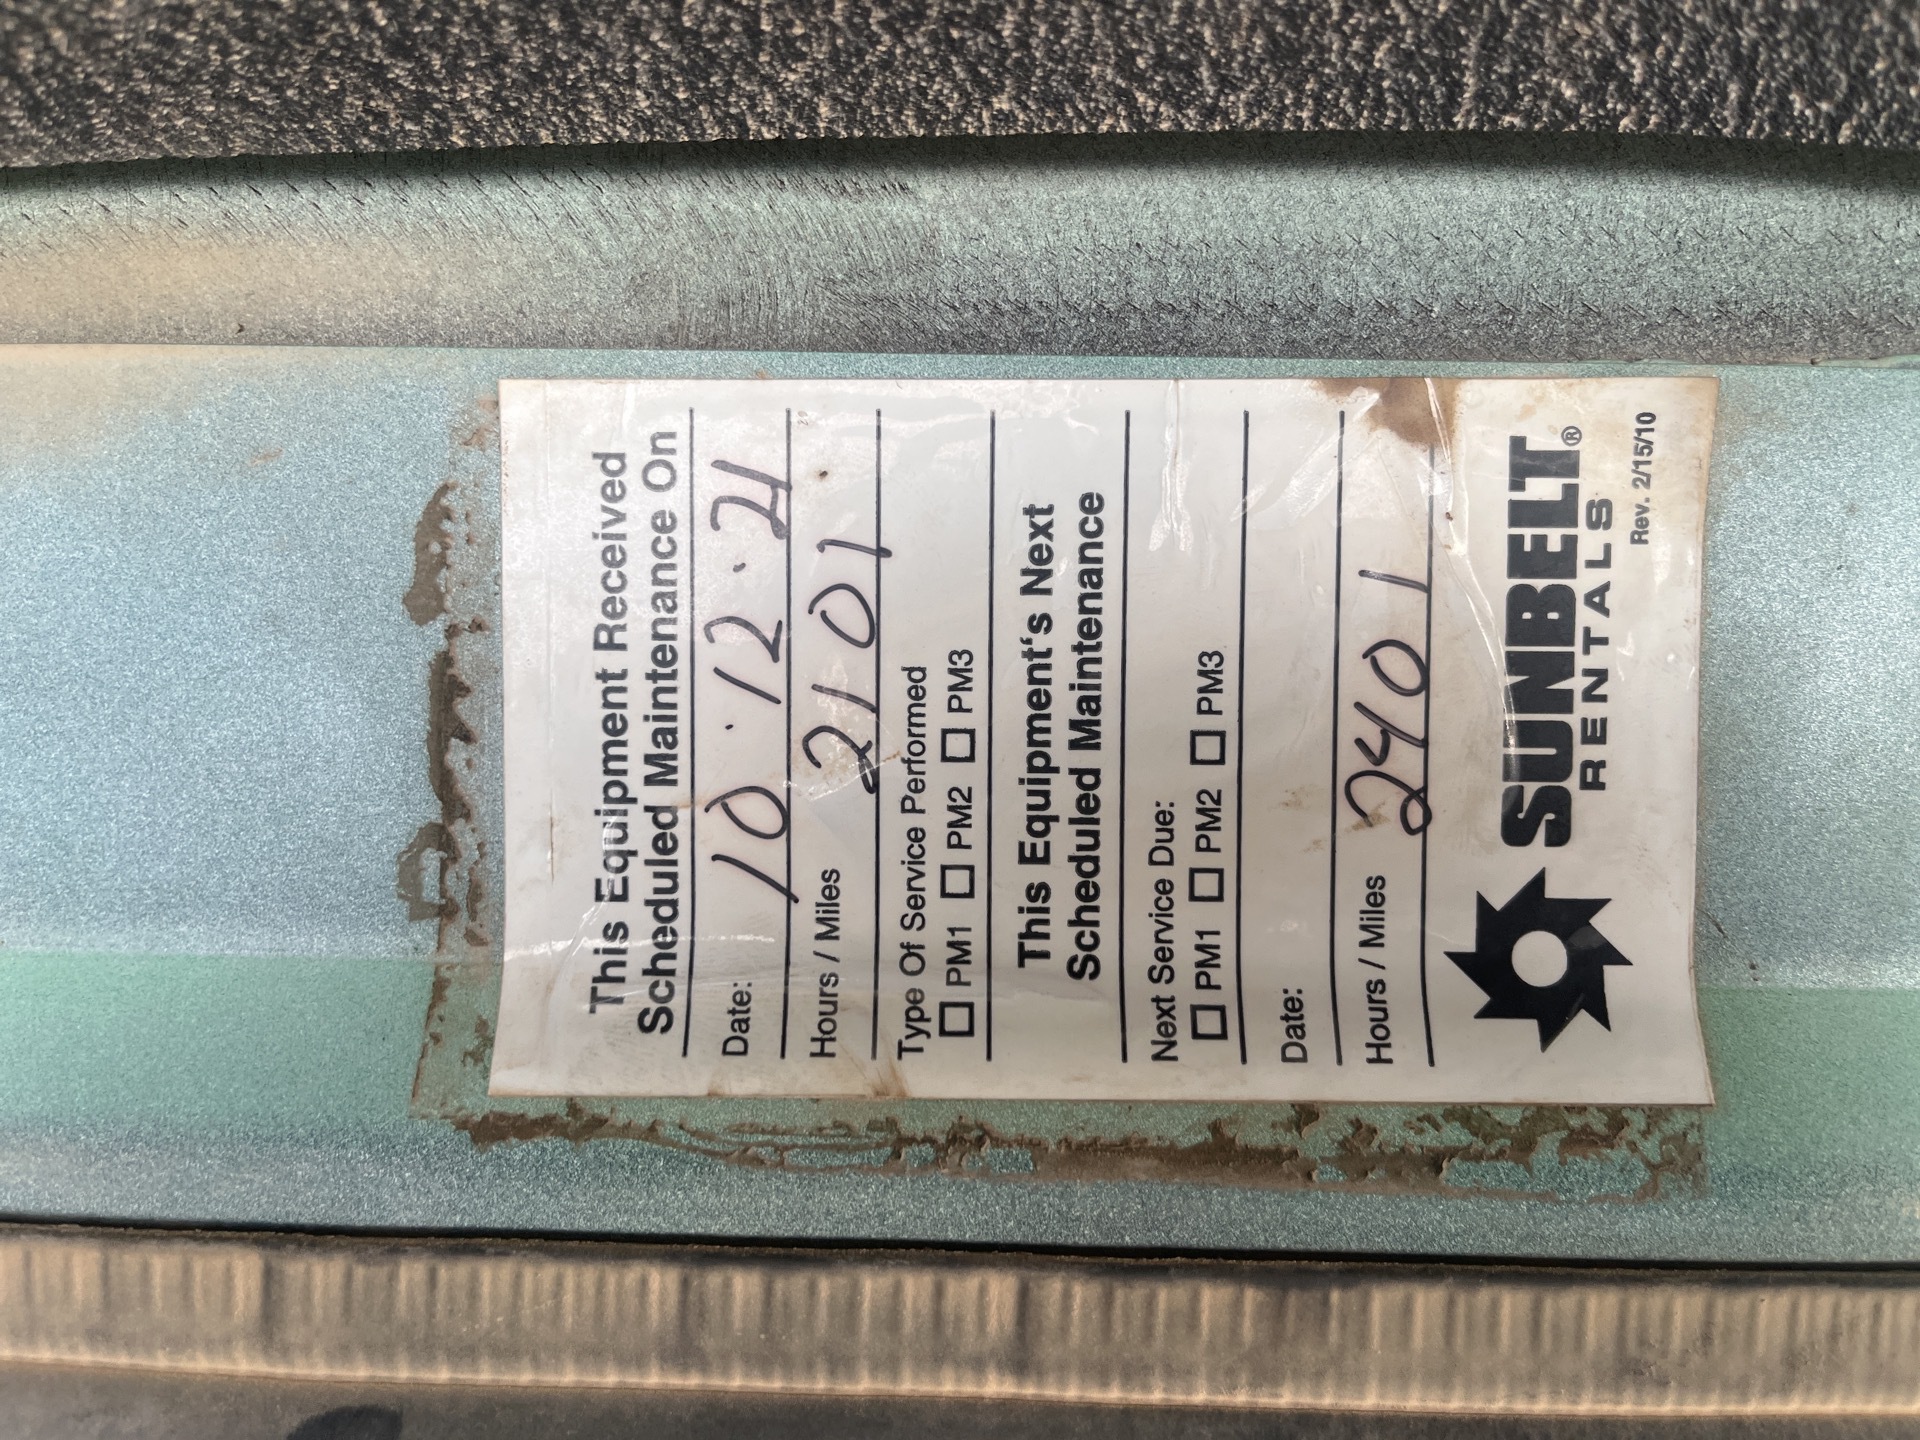 This Equipment Received
Scheduled Maintenance On
Date: 10.12.21
Hours / Miles 2101
Type Of Service Performed
☐ PM1 ☐ PM2 ☐ PM3
This Equipment's Next
Scheduled Maintenance
Next Service Due:
☐ PM1 ☐ PM2 ☐ PM3
Date:
Hours / Miles 2401
SUNBELT®
RENTALS
Rev. 2/15/10